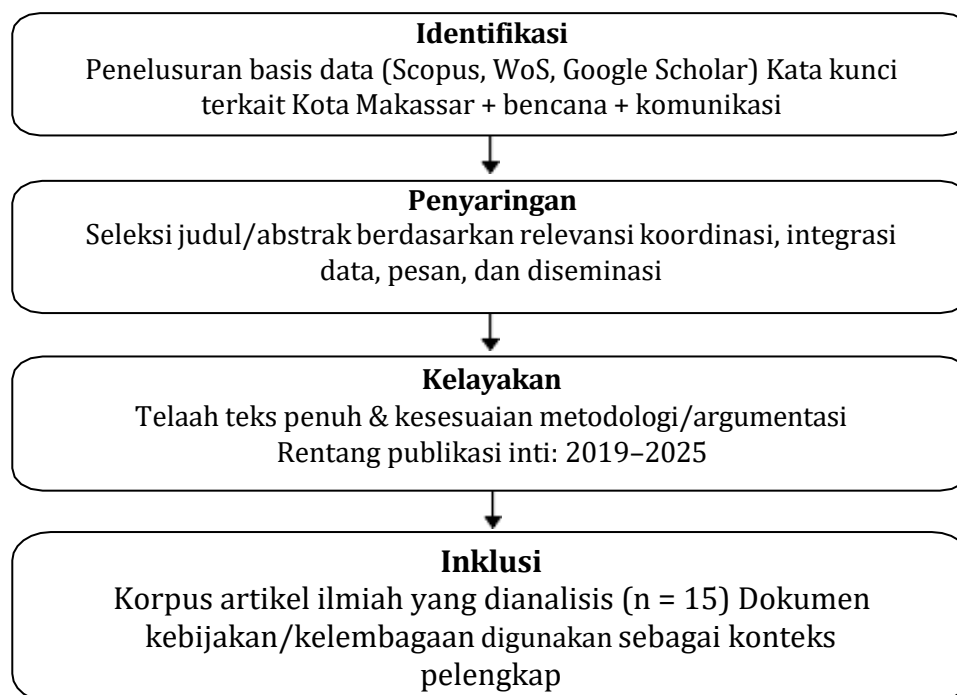 Identifikasi
Penelusuran basis data (Scopus, WoS, Google Scholar) Kata kunci
terkait Kota Makassar + bencana + komunikasi
Penyaringan
Seleksi judul/abstrak berdasarkan relevansi koordinasi, integrasi
data, pesan, dan diseminasi
Kelayakan
Telaah teks penuh & kesesuaian metodologi/argumentasi
Rentang publikasi inti: 2019–2025
Inklusi
Korpus artikel ilmiah yang dianalisis (n = 15) Dokumen
kebijakan/kelembagaan digunakan sebagai konteks
pelengkap